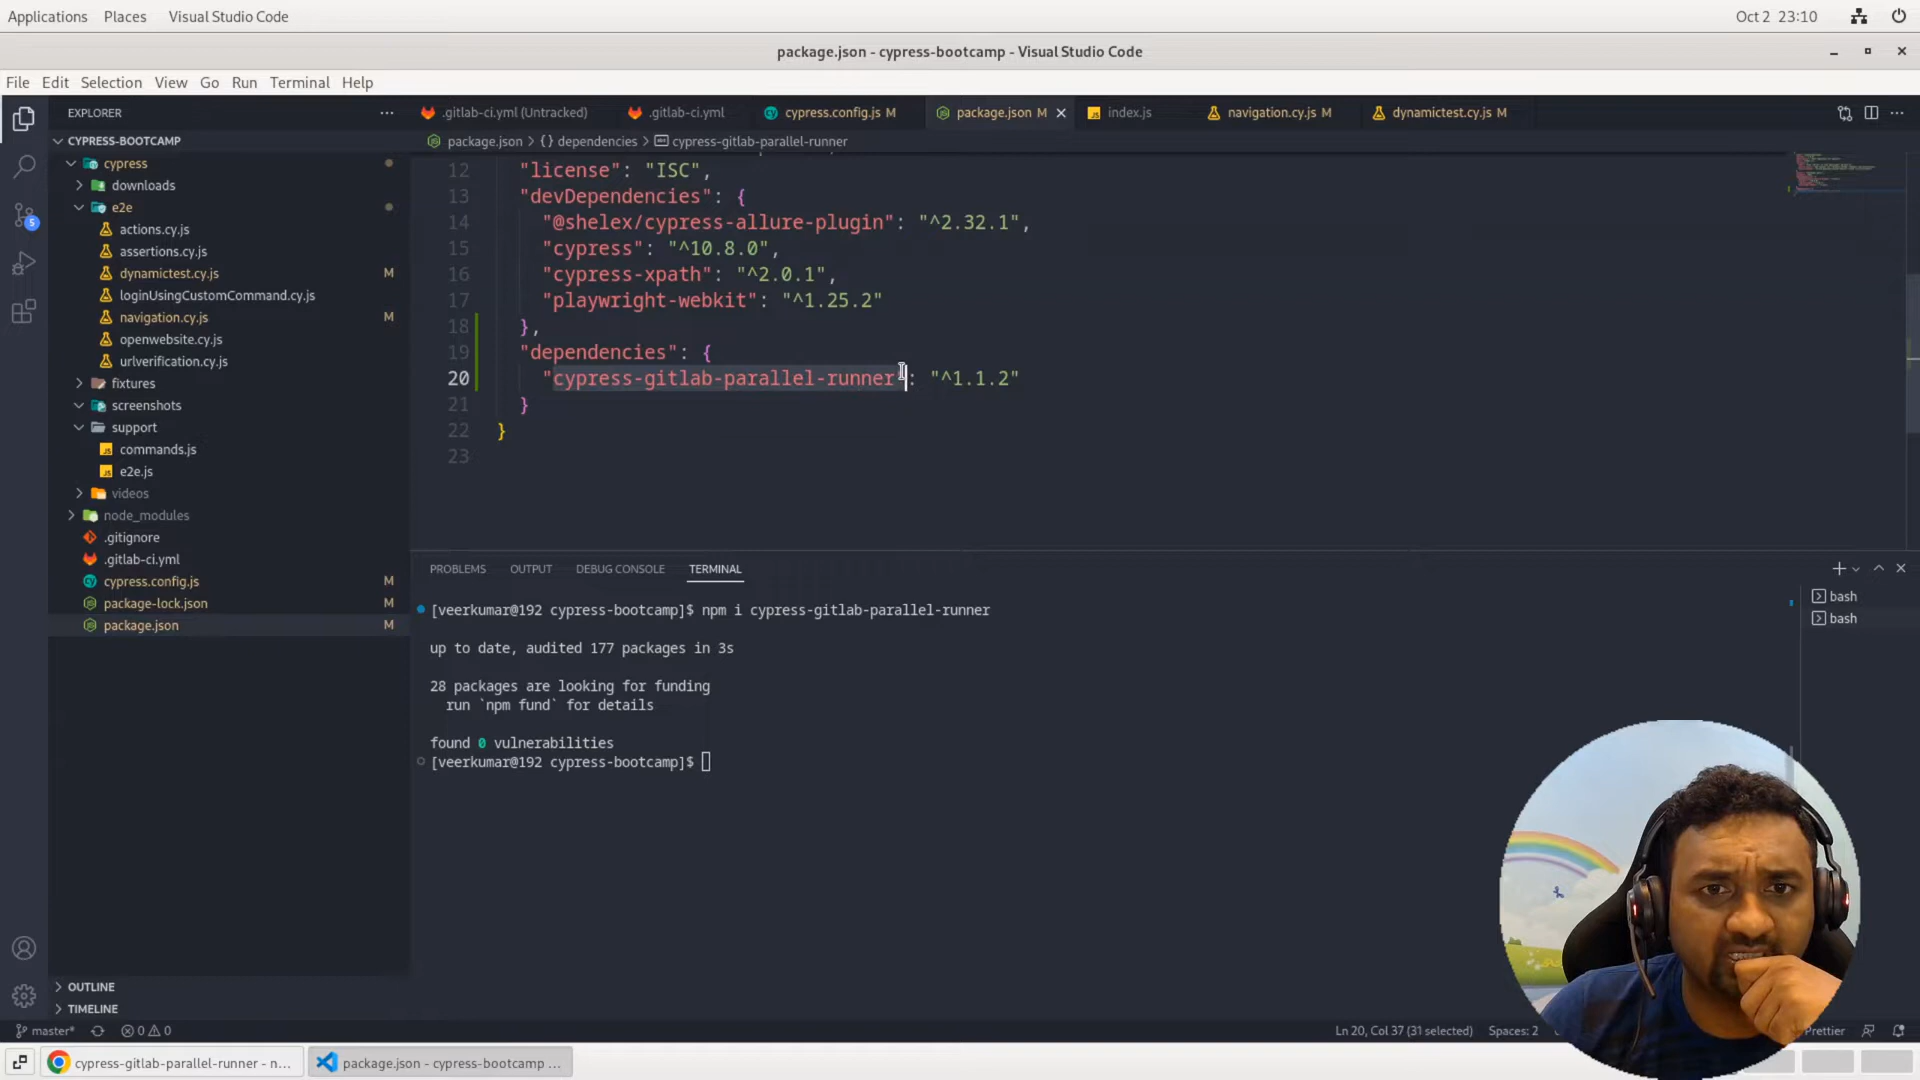 Applications Places Visual Studio Code Oct 2 23:10
package.json - cypress-bootcamp - Visual Studio Code
File Edit Selection View Go Run Terminal Help
EXPLORER
.gitlab-ci.yml (Untracked) .gitlab-ci.yml cypress.config.js M package.json M index.js navigation.cy.js M dynamictest.cy.js M
package.json > {} dependencies > cypress-gitlab-parallel-runner
CYPRESS-BOOTCAMP
cypress
downloads
e2e
actions.cy.js
assertions.cy.js
dynamictest.cy.js M
loginUsingCustomCommand.cy.js
navigation.cy.js M
openwebsite.cy.js
urlverification.cy.js
fixtures
screenshots
support
commands.js
e2e.js
videos
node_modules
.gitignore
.gitlab-ci.yml
cypress.config.js M
package-lock.json M
package.json M
OUTLINE
TIMELINE
5
12 "license": "ISC",
13 "devDependencies": {
14 "@shelex/cypress-allure-plugin": "^2.32.1",
15 "cypress": "^10.8.0",
16 "cypress-xpath": "^2.0.1",
17 "playwright-webkit": "^1.25.2"
18 },
19 "dependencies": {
20 "cypress-gitlab-parallel-runner": "^1.1.2"
21 }
22 }
23
PROBLEMS OUTPUT DEBUG CONSOLE TERMINAL
[veerkumar@192 cypress-bootcamp]$ npm i cypress-gitlab-parallel-runner
up to date, audited 177 packages in 3s
28 packages are looking for funding
run `npm fund` for details
found 0 vulnerabilities
[veerkumar@192 cypress-bootcamp]$
bash
bash
master* 0 0 Ln 20, Col 37 (31 selected) Spaces: 2 Prettier
cypress-gitlab-parallel-runner - n... package.json - cypress-bootcamp ...